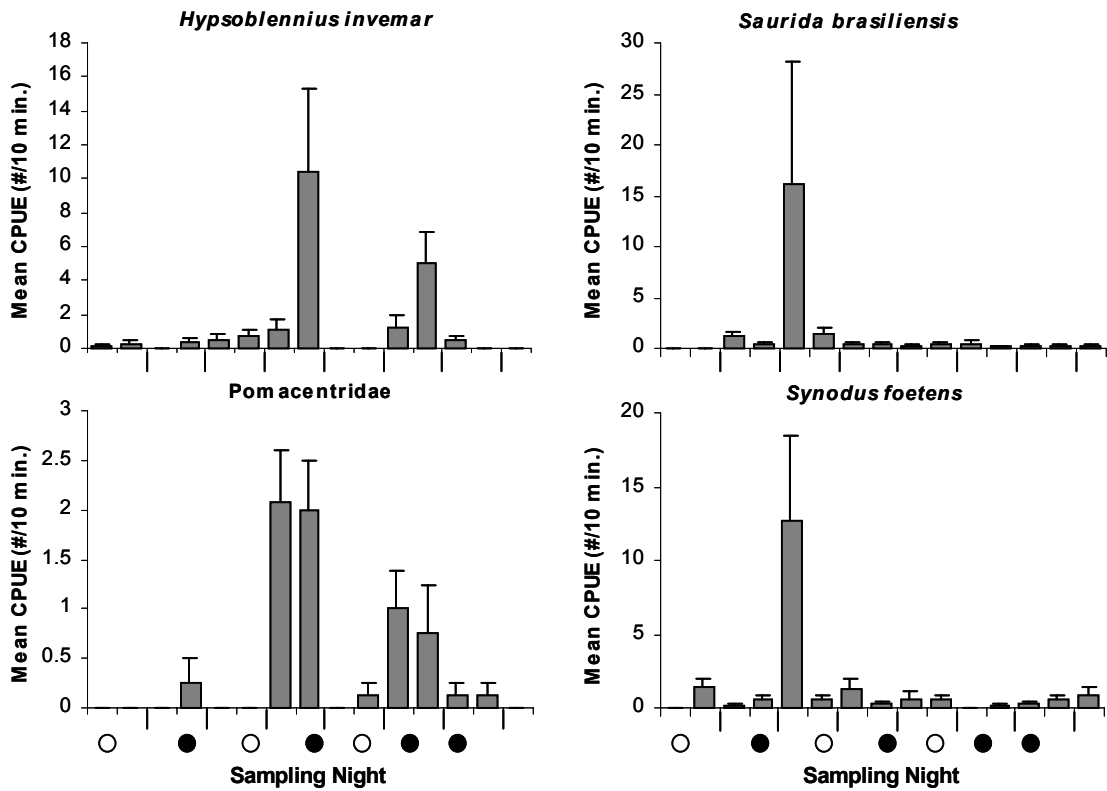 Hypsoblennius invemar
Mean CPUE (#/10 min.)
18
16
14
12
10
8
6
4
2
0
Saurida brasiliensis
Mean CPUE (#/10 min.)
30
25
20
15
10
5
0
Pomacentridae
Mean CPUE (#/10 min.)
3
2.5
2
1.5
1
0.5
0
Sampling Night
Synodus foetens
Mean CPUE (#/10 min.)
20
15
10
5
0
Sampling Night